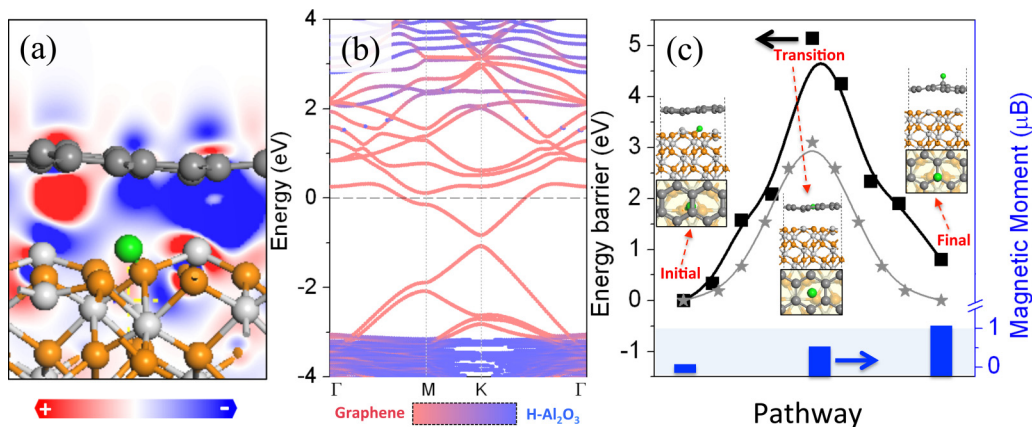 (a)
+
-
(b)
Energy (eV)
4
2
0
-2
-4
Γ
M
K
Γ
Graphene
H-Al₂O₃
(c)
Energy barrier (eV)
5
4
3
2
1
0
-1
Transition
Initial
Final
Pathway
1
0
Magnetic Moment (μB)